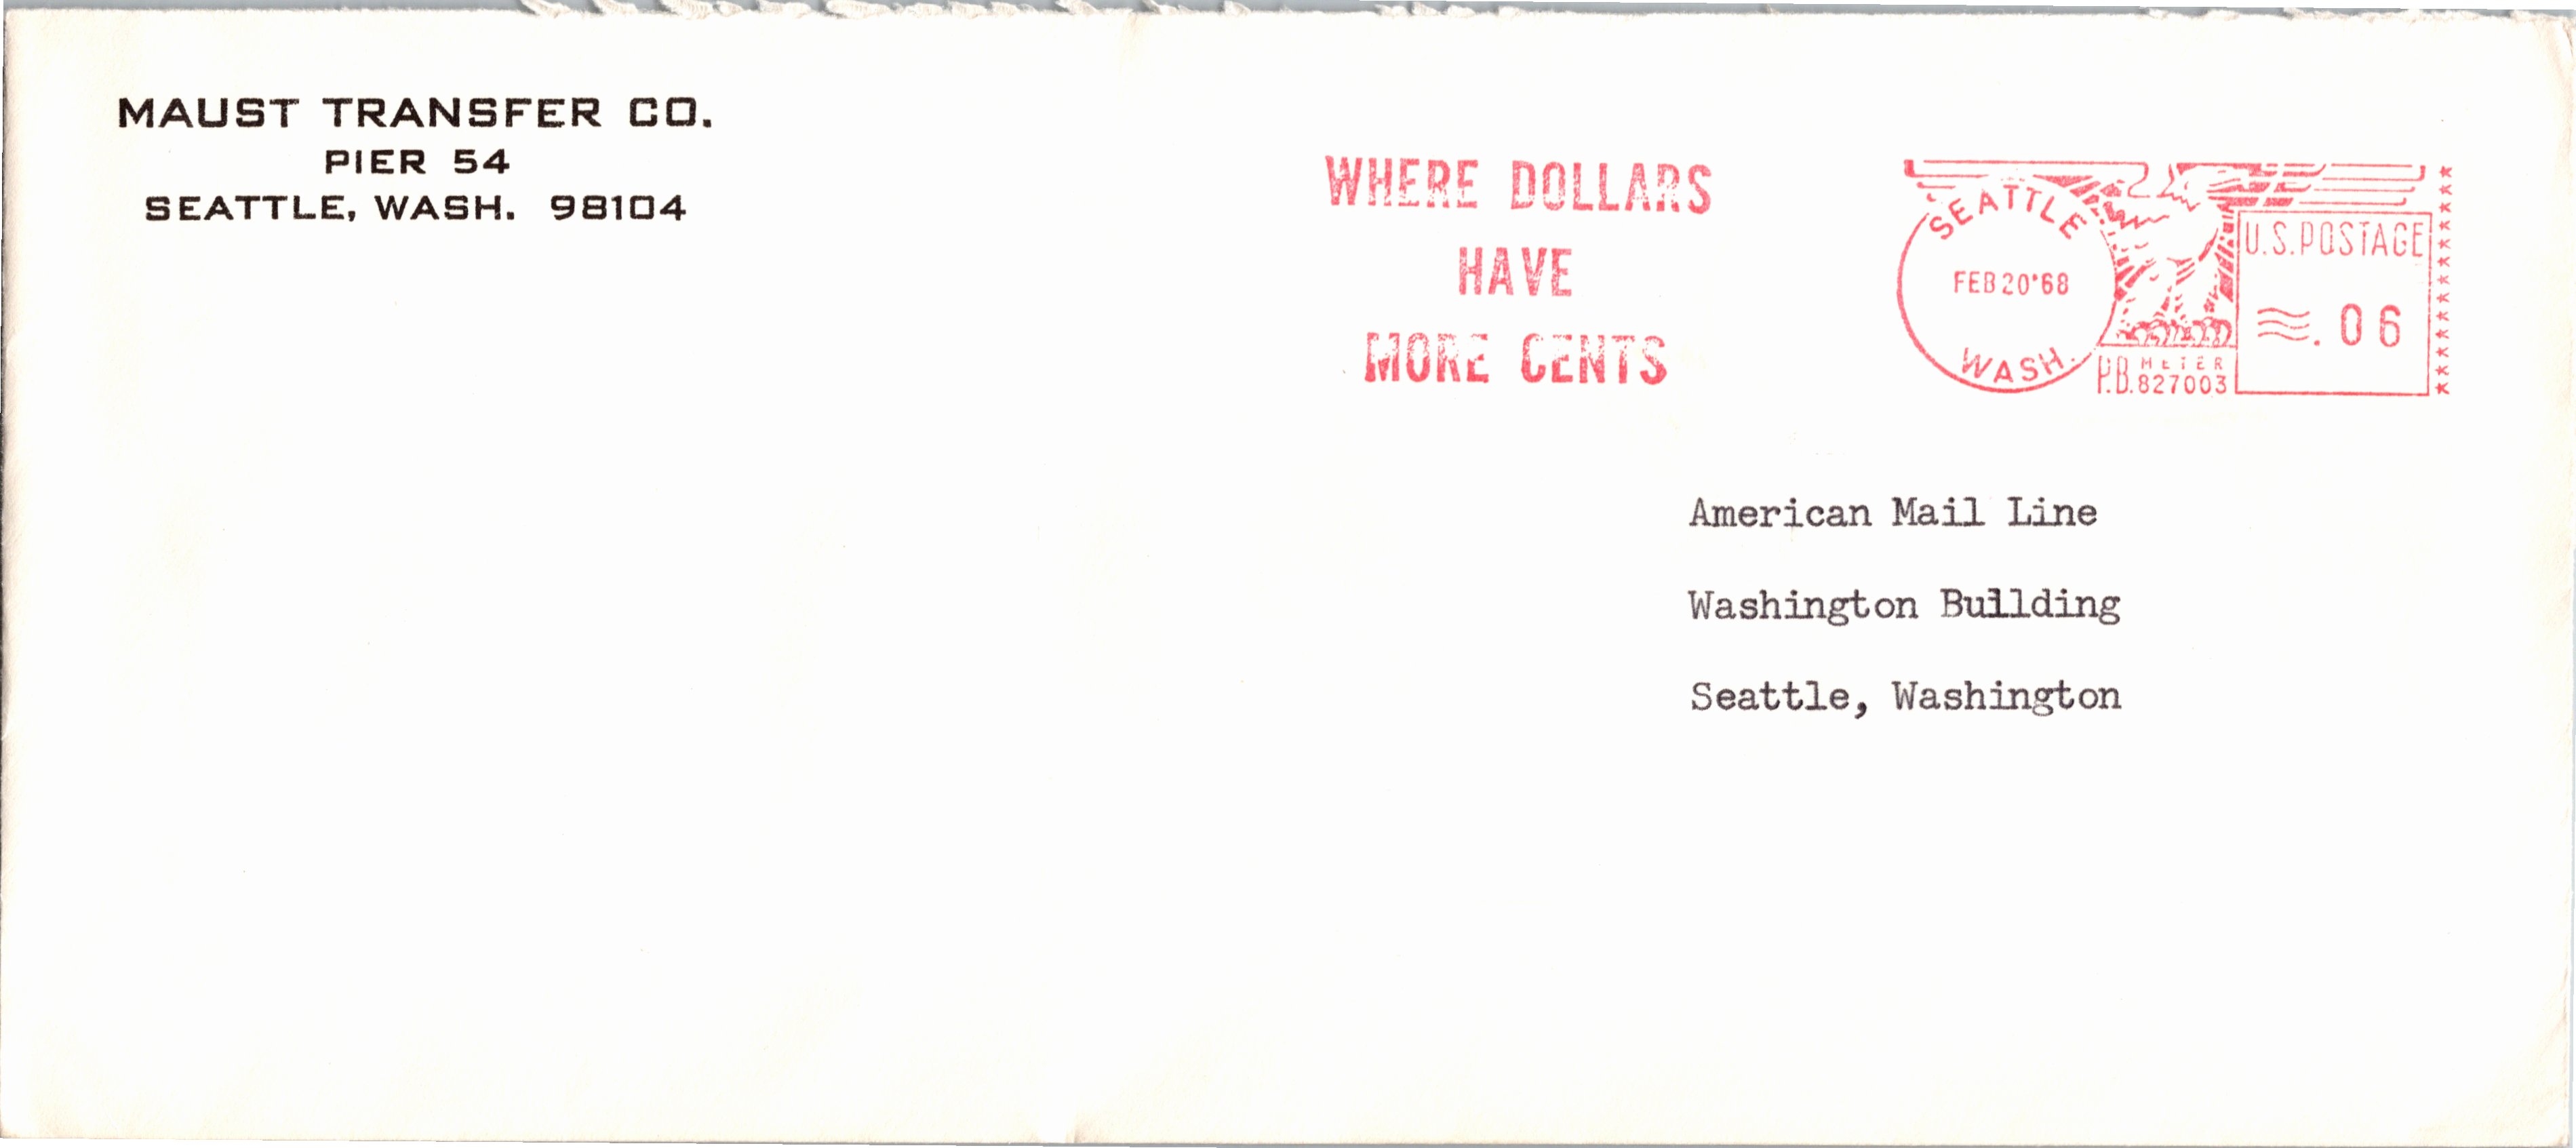 MAUST TRANSFER CO.
PIER 54
SEATTLE, WASH. 98104
WHERE DOLLARS
HAVE
MORE CENTS
SEATTLE
FEB 20'68
WASH.
P.B. METER
827003
U.S. POSTAGE
.06
American Mail Line
Washington Building
Seattle, Washington